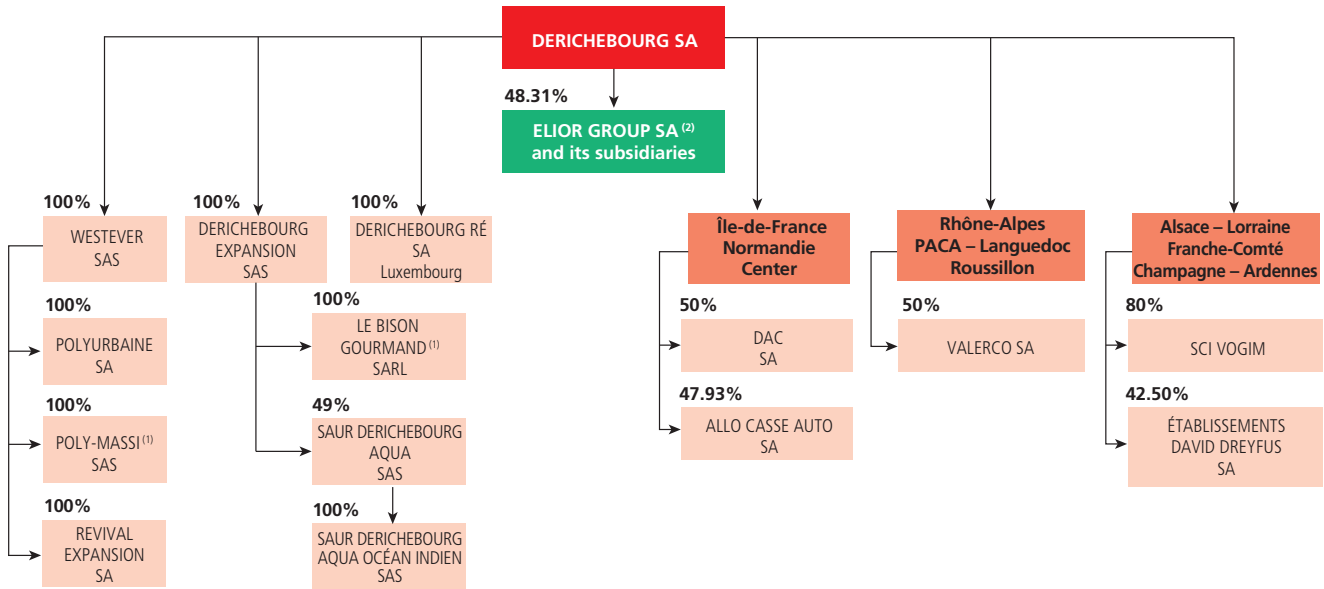 DERICHEBOURG SA
48.31%
ELIOR GROUP SA (2)
and its subsidiaries
100%
WESTEVER
SAS
100%
POLYURBAINE
SA
100%
POLY-MASSI (1)
SAS
100%
REVIVAL
EXPANSION
SA
100%
DERICHEBOURG
EXPANSION
SAS
100%
LE BISON
GOURMAND (1)
SARL
49%
SAUR DERICHEBOURG
AQUA
SAS
100%
SAUR DERICHEBOURG
AQUA OCÉAN INDIEN
SAS
100%
DERICHEBOURG RÉ
SA
Luxembourg
Île-de-France
Normandie
Center
50%
DAC
SA
47.93%
ALLO CASSE AUTO
SA
Rhône-Alpes
PACA – Languedoc
Roussillon
50%
VALERCO SA
Alsace – Lorraine
Franche-Comté
Champagne – Ardennes
80%
SCI VOGIM
42.50%
ÉTABLISSEMENTS
DAVID DREYFUS
SA